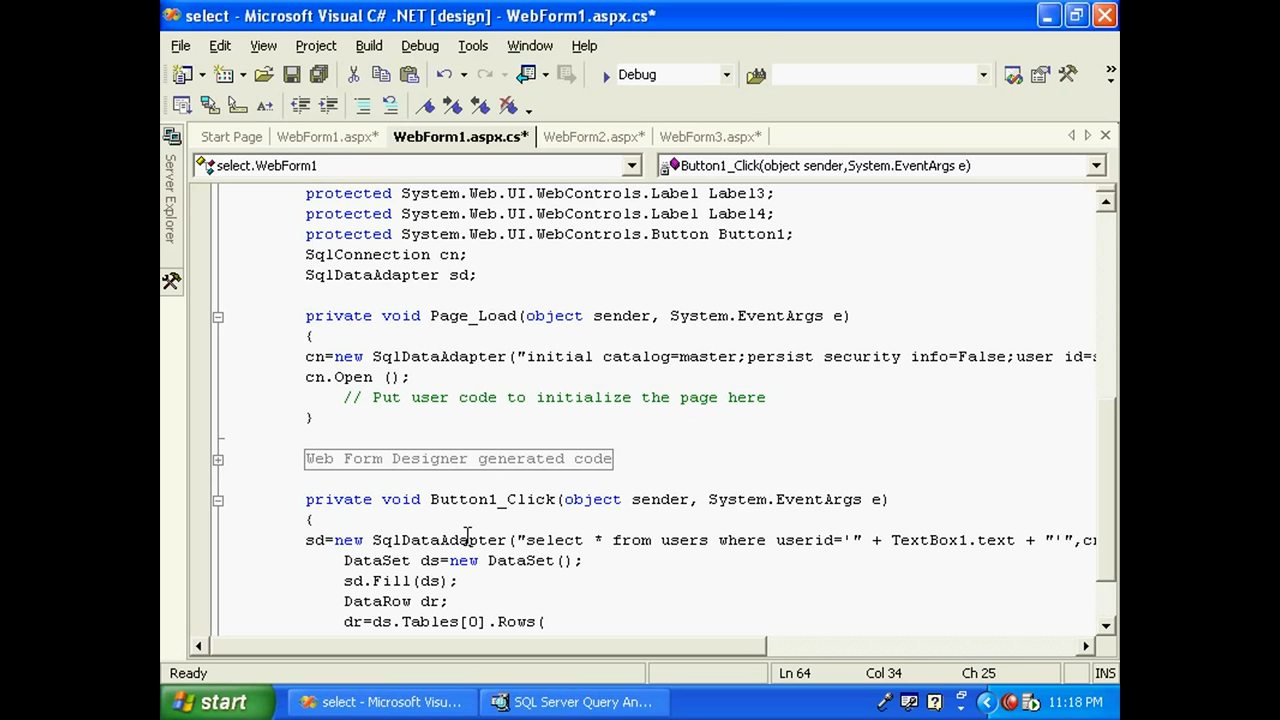 select - Microsoft Visual C# .NET [design] - WebForm1.aspx.cs*
File Edit View Project Build Debug Tools Window Help
Debug
Start Page WebForm1.aspx* WebForm1.aspx.cs* WebForm2.aspx* WebForm3.aspx*
select.WebForm1 Button1_Click(object sender,System.EventArgs e)
Server Explorer
protected System.Web.UI.WebControls.Label Label3;
protected System.Web.UI.WebControls.Label Label4;
protected System.Web.UI.WebControls.Button Button1;
SqlConnection cn;
SqlDataAdapter sd;
private void Page_Load(object sender, System.EventArgs e)
{
cn=new SqlDataAdapter("initial catalog=master;persist security info=False;user id=s
cn.Open ();
// Put user code to initialize the page here
}
Web Form Designer generated code
private void Button1_Click(object sender, System.EventArgs e)
{
sd=new SqlDataAdapter("select * from users where userid='" + TextBox1.text + "'",cn
DataSet ds=new DataSet();
sd.Fill(ds);
DataRow dr;
dr=ds.Tables[0].Rows(
Ready Ln 64 Col 34 Ch 25 INS
start select - Microsoft Visu... SQL Server Query An... 11:18 PM